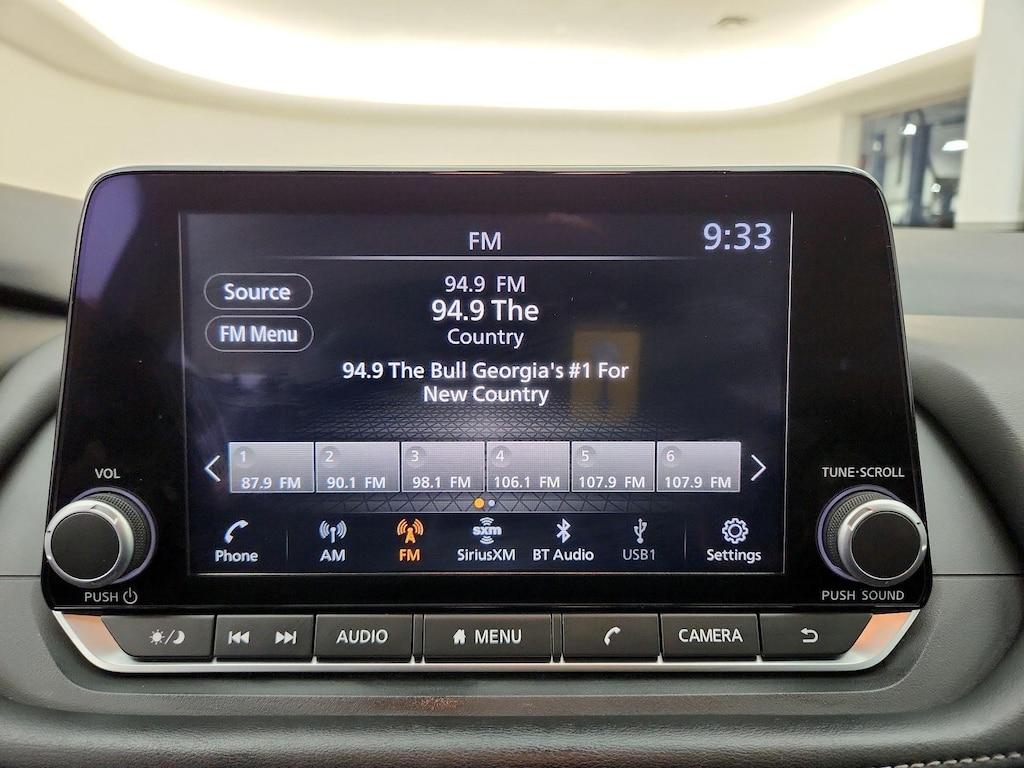 FM
9:33
Source
FM Menu
94.9 FM
94.9 The
Country
94.9 The Bull Georgia's #1 For
New Country
VOL
TUNE·SCROLL
1 2 3 4 5 6
87.9 FM 90.1 FM 98.1 FM 106.1 FM 107.9 FM 107.9 FM
sxm
Phone AM FM SiriusXM BT Audio USB1 Settings
PUSH
PUSH SOUND
AUDIO MENU CAMERA